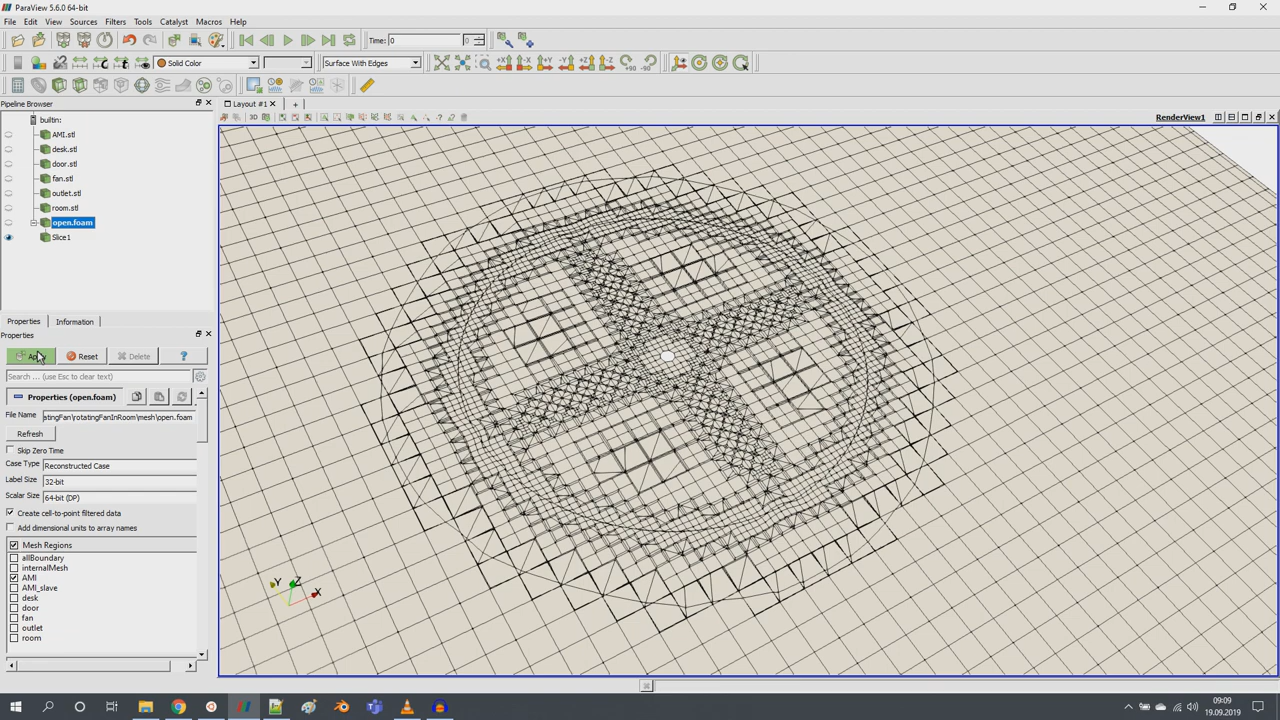 ParaView 5.6.0 64-bit
File Edit View Sources Filters Tools Catalyst Macros Help
Time: 0
Solid Color
Surface With Edges
+X -X +Y -Y +Z -Z +90 -90
Pipeline Browser
Layout #1
3D
RenderView1
builtin:
AMI.stl
desk.stl
door.stl
fan.stl
outlet.stl
room.stl
open.foam
Slice1
Properties Information
Properties
Reset Delete ?
Search ... (use Esc to clear text)
Properties (open.foam)
File Name atingFan\rotatingFanInRoom\mesh\open.foam
Refresh
Skip Zero Time
Case Type Reconstructed Case
Label Size 32-bit
Scalar Size 64-bit (DP)
Create cell-to-point filtered data
Add dimensional units to array names
Mesh Regions
allBoundary
internalMesh
AMI
AMI_slave
desk
door
fan
outlet
room
Y Z X
09:09
19.09.2019